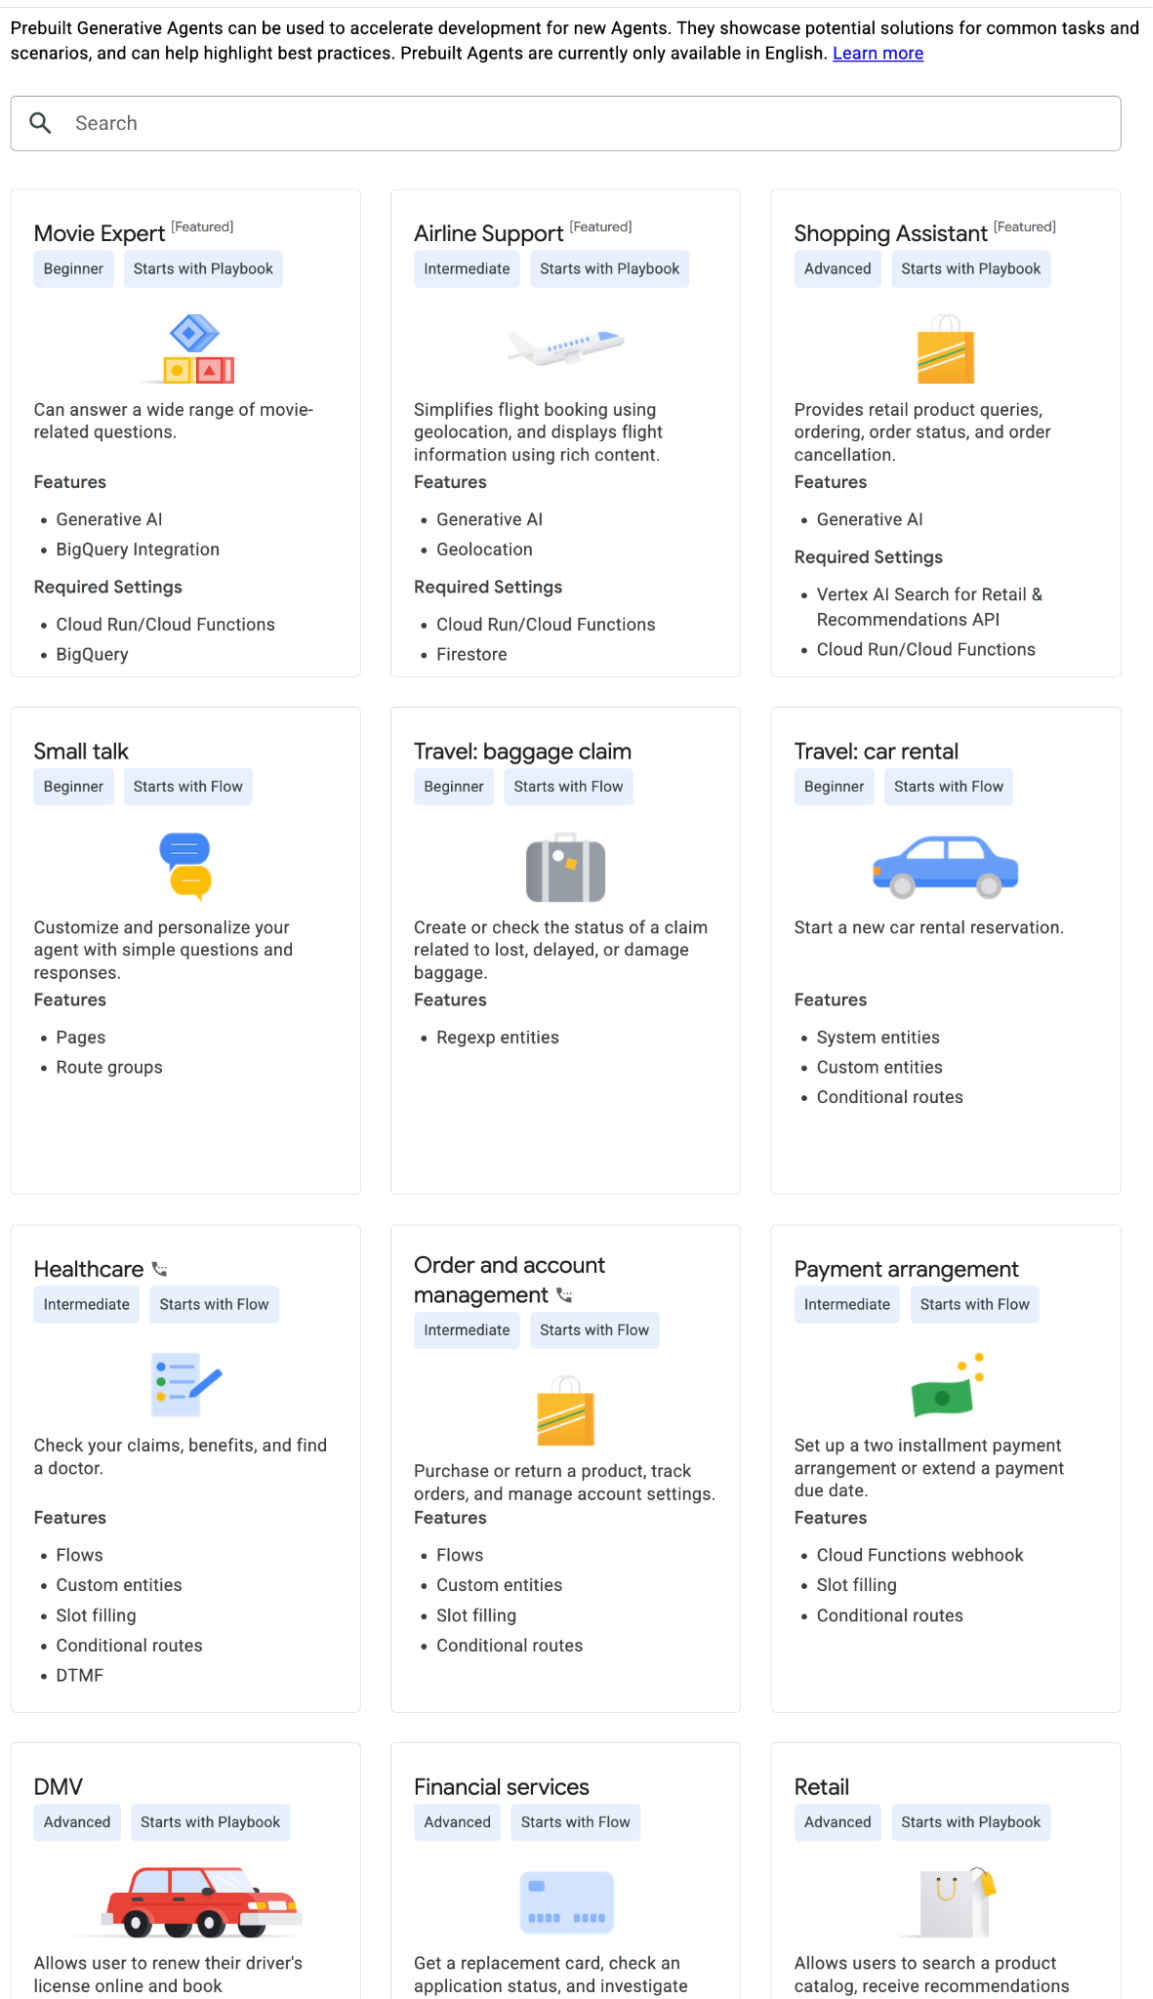 Prebuilt Generative Agents can be used to accelerate development for new Agents. They showcase potential solutions for common tasks and
scenarios, and can help highlight best practices. Prebuilt Agents are currently only available in English. Learn more
Search
Movie Expert [Featured]
Beginner Starts with Playbook
Can answer a wide range of movie-
related questions.
Features
• Generative AI
• BigQuery Integration
Required Settings
• Cloud Run/Cloud Functions
• BigQuery
Airline Support [Featured]
Intermediate Starts with Playbook
Simplifies flight booking using
geolocation, and displays flight
information using rich content.
Features
• Generative AI
• Geolocation
Required Settings
• Cloud Run/Cloud Functions
• Firestore
Shopping Assistant [Featured]
Advanced Starts with Playbook
Provides retail product queries,
ordering, order status, and order
cancellation.
Features
• Generative AI
Required Settings
• Vertex AI Search for Retail &
Recommendations API
• Cloud Run/Cloud Functions
Small talk
Beginner Starts with Flow
Customize and personalize your
agent with simple questions and
responses.
Features
• Pages
• Route groups
Travel: baggage claim
Beginner Starts with Flow
Create or check the status of a claim
related to lost, delayed, or damage
baggage.
Features
• Regexp entities
Travel: car rental
Beginner Starts with Flow
Start a new car rental reservation.
Features
• System entities
• Custom entities
• Conditional routes
Healthcare
Intermediate Starts with Flow
Check your claims, benefits, and find
a doctor.
Features
• Flows
• Custom entities
• Slot filling
• Conditional routes
• DTMF
Order and account
management
Intermediate Starts with Flow
Purchase or return a product, track
orders, and manage account settings.
Features
• Flows
• Custom entities
• Slot filling
• Conditional routes
Payment arrangement
Intermediate Starts with Flow
Set up a two installment payment
arrangement or extend a payment
due date.
Features
• Cloud Functions webhook
• Slot filling
• Conditional routes
DMV
Advanced Starts with Playbook
Allows user to renew their driver's
license online and book
Financial services
Advanced Starts with Flow
Get a replacement card, check an
application status, and investigate
Retail
Advanced Starts with Playbook
Allows users to search a product
catalog, receive recommendations